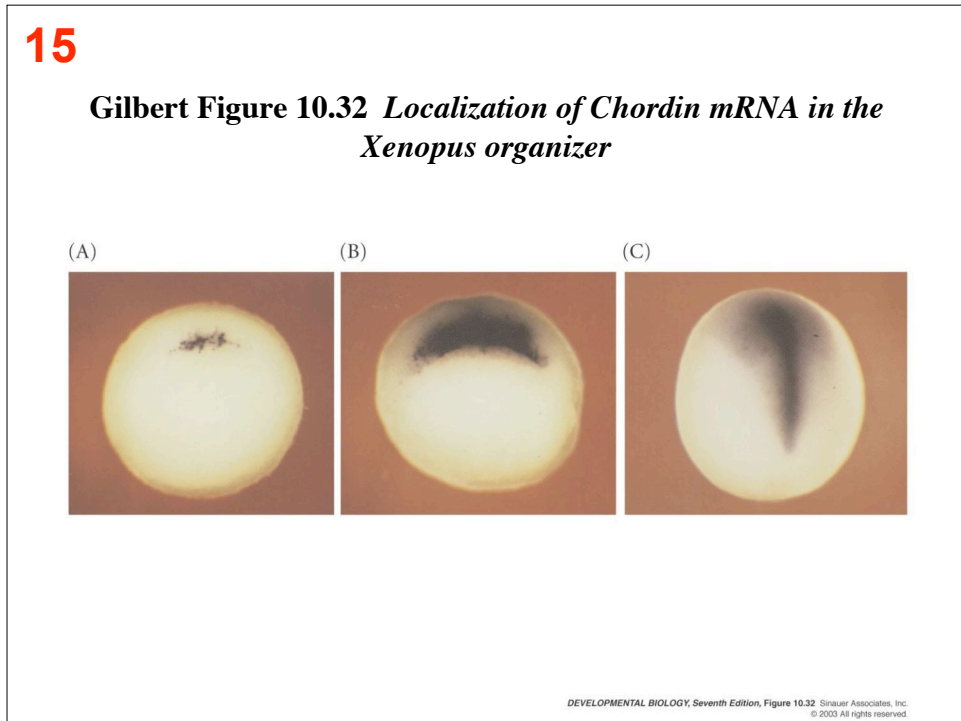 15
Gilbert Figure 10.32 Localization of Chordin mRNA in the
Xenopus organizer
(A)
(B)
(C)
DEVELOPMENTAL BIOLOGY, Seventh Edition, Figure 10.32 Sinauer Associates, Inc.
© 2003 All rights reserved.